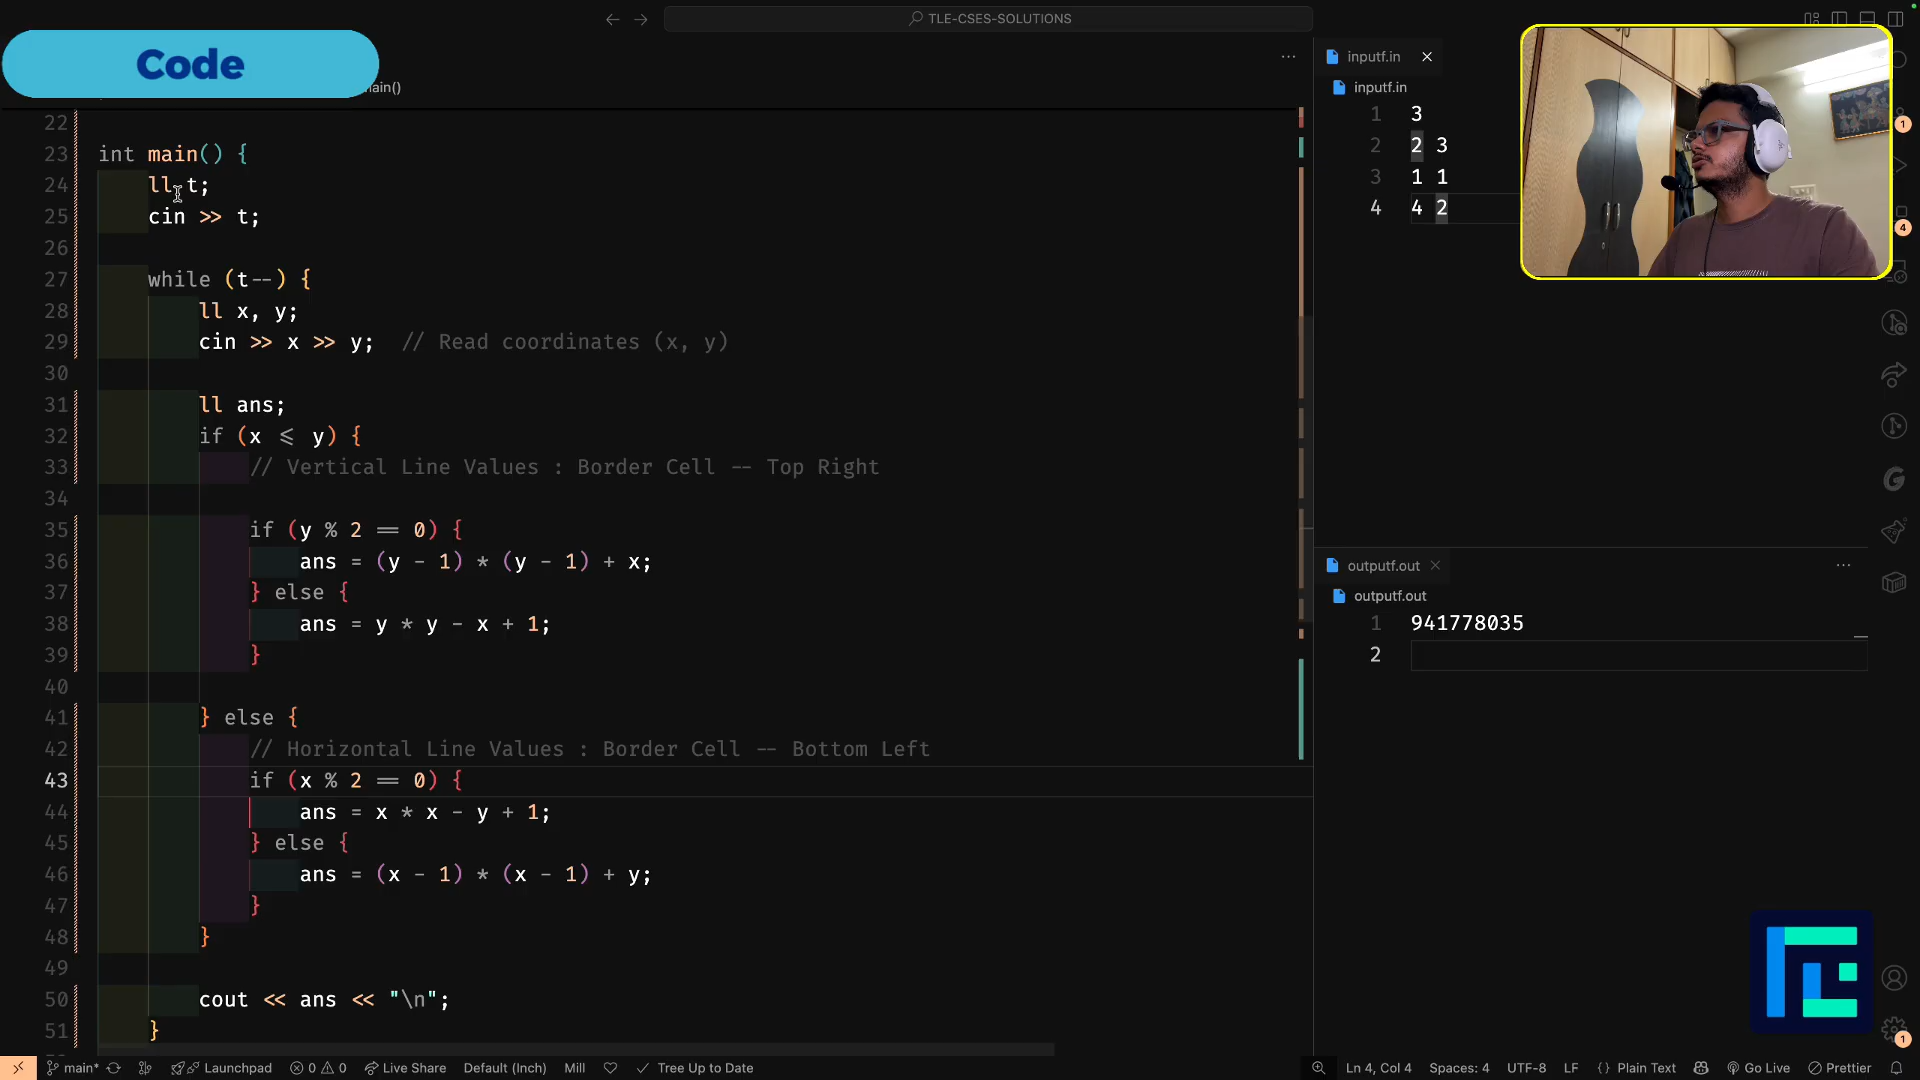 TLE-CSES-SOLUTIONS
Code
main()
22
23 int main() {
24 ll t;
25 cin >> t;
26
27 while (t--) {
28 ll x, y;
29 cin >> x >> y; // Read coordinates (x, y)
30
31 ll ans;
32 if (x <= y) {
33 // Vertical Line Values : Border Cell -- Top Right
34
35 if (y % 2 == 0) {
36 ans = (y - 1) * (y - 1) + x;
37 } else {
38 ans = y * y - x + 1;
39 }
40
41 } else {
42 // Horizontal Line Values : Border Cell -- Bottom Left
43 if (x % 2 == 0) {
44 ans = x * x - y + 1;
45 } else {
46 ans = (x - 1) * (x - 1) + y;
47 }
48 }
49
50 cout << ans << "\n";
51 }
inputf.in
inputf.in
1 3
2 2 3
3 1 1
4 4 2
outputf.out
outputf.out
1 941778035
2
1
4
1
main* 0 0 Launchpad Live Share Default (Inch) Mill Tree Up to Date Ln 4, Col 4 Spaces: 4 UTF-8 LF {} Plain Text Go Live Prettier